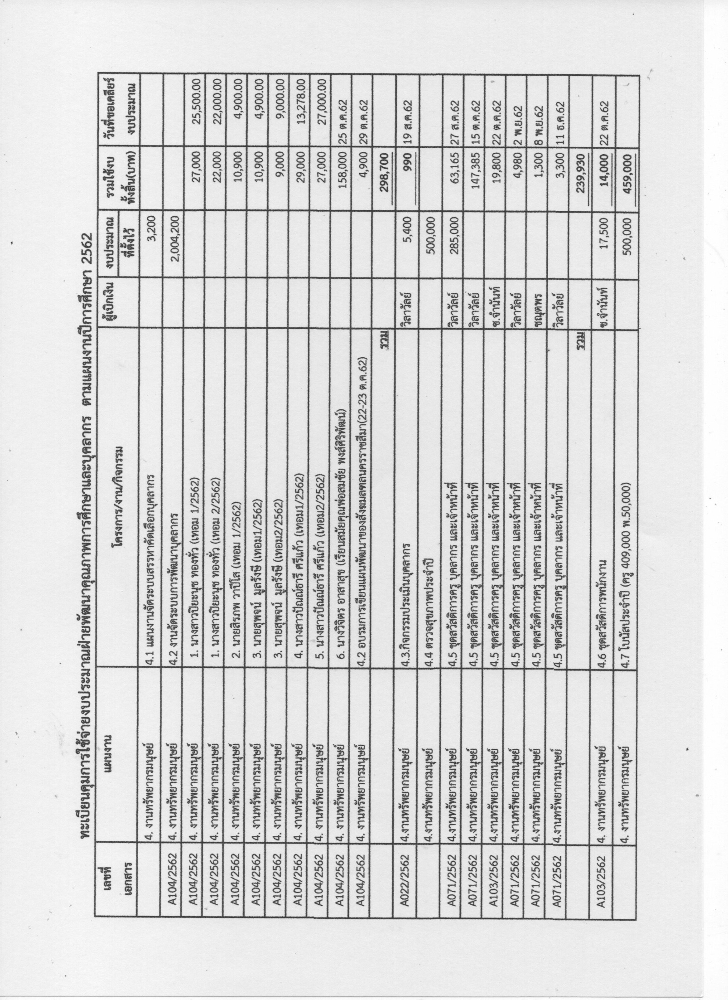 ทะเบียนคุมการใช้จ่ายงบประมาณฝ่ายพัฒนาคุณภาพการศึกษาและบุคลากร ตามแผนงานปีการศึกษา 2562
เลขที่เอกสาร แผนงาน โครงการ/งาน/กิจกรรม ผู้เบิกเงิน งบประมาณที่ตั้งไว้ รวมใช้งบทั้งสิ้น(บาท) วันที่ขอเคลียร์งบประมาณ
4. งานทรัพยากรมนุษย์ 4.1 แผนงานจัดระบบสรรหาคัดเลือกบุคลากร 3,200
A104/2562 4. งานทรัพยากรมนุษย์ 4.2 งานจัดระบบการพัฒนาบุคลากร 2,004,200
A104/2562 4. งานทรัพยากรมนุษย์ 1. นางสาวปิยะนุช ทองทั่ว (เทอม 1/2562) 27,000 25,500.00
A104/2562 4. งานทรัพยากรมนุษย์ 1. นางสาวปิยะนุช ทองทั่ว (เทอม 2/2562) 22,000 22,000.00
A104/2562 4. งานทรัพยากรมนุษย์ 2. นายสิรภพ วาปีโส (เทอม 1/2562) 10,900 4,900.00
A104/2562 4. งานทรัพยากรมนุษย์ 3. นายสุพจน์ มูลรังษี (เทอม1/2562) 10,900 4,900.00
A104/2562 4. งานทรัพยากรมนุษย์ 3. นายสุพจน์ มูลรังษี (เทอม2/2562) 9,000 9,000.00
A104/2562 4. งานทรัพยากรมนุษย์ 4. นางสาวปัณณ์ธารี ศรีแก้ว (เทอม1/2562) 29,000 13,278.00
A104/2562 4. งานทรัพยากรมนุษย์ 5. นางสาวปัณณ์ธารี ศรีแก้ว (เทอม2/2562) 27,000 27,000.00
A104/2562 4. งานทรัพยากรมนุษย์ 6. นางวิจิตร อาสาสุข (เรียนสมัยคุณพ่อสมชัย พงศ์ศิริพัฒน์) 158,000 25 ต.ค.62
A104/2562 4. งานทรัพยากรมนุษย์ 4.2 อบรมการเขียนแผนพัฒนาของสังฆมลฑลนครราชสีมา(22-23 ต.ค.62) 4,900 29 ต.ค.62
รวม 298,700
A022/2562 4.งานทรัพยากรมนุษย์ 4.3.กิจกรรมประเมินบุคลากร วิลาวัลย์ 5,400 990 19 ส.ค.62
4.งานทรัพยากรมนุษย์ 4.4 ตรวจสุขภาพประจำปี 500,000
A071/2562 4.งานทรัพยากรมนุษย์ 4.5 ชุดสวัสดิการครู บุคลากร และเจ้าหน้าที่ วิลาวัลย์ 285,000 63,165 27 ส.ค.62
A071/2562 4.งานทรัพยากรมนุษย์ 4.5 ชุดสวัสดิการครู บุคลากร และเจ้าหน้าที่ วิลาวัลย์ 147,385 15 ต.ค.62
A103/2562 4.งานทรัพยากรมนุษย์ 4.5 ชุดสวัสดิการครู บุคลากร และเจ้าหน้าที่ ช.จำนันท์ 19,800 22 ต.ค.62
A071/2562 4.งานทรัพยากรมนุษย์ 4.5 ชุดสวัสดิการครู บุคลากร และเจ้าหน้าที่ วิลาวัลย์ 4,980 2 พ.ย.62
A071/2562 4.งานทรัพยากรมนุษย์ 4.5 ชุดสวัสดิการครู บุคลากร และเจ้าหน้าที่ ชณุตพร 1,300 8 พ.ย.62
A071/2562 4.งานทรัพยากรมนุษย์ 4.5 ชุดสวัสดิการครู บุคลากร และเจ้าหน้าที่ วิลาวัลย์ 3,300 11 ธ.ค.62
รวม 239,930
A103/2562 4. งานทรัพยากรมนุษย์ 4.6 ชุดสวัสดิการพนักงาน ช.จำนันท์ 17,500 14,000 22 ต.ค.62
4. งานทรัพยากรมนุษย์ 4.7 โบนัสประจำปี (ครู 409,000 พ.50,000) 500,000 459,000